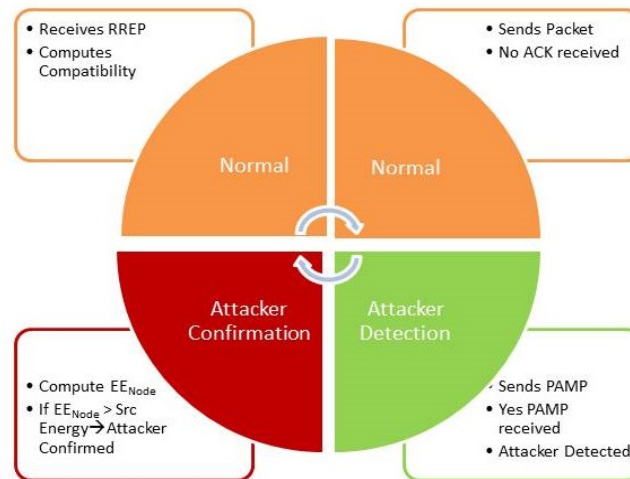 • Receives RREP
• Computes
Compatibility
• Sends Packet
• No ACK received
Normal
Normal
Attacker
Confirmation
Attacker
Detection
• Compute EENode
• If EENode > Src
Energy→Attacker
Confirmed
• Sends PAMP
• Yes PAMP
received
• Attacker Detected